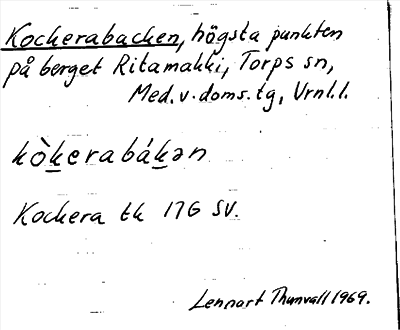 Kockerabacken, högsta punkten
på berget Ritamakki, Torps sn,
Med. v. doms. tg, Vrnl. l.
kòkerabákən
Kockera tk 17G SV.
Lennart Thunvall 1969.